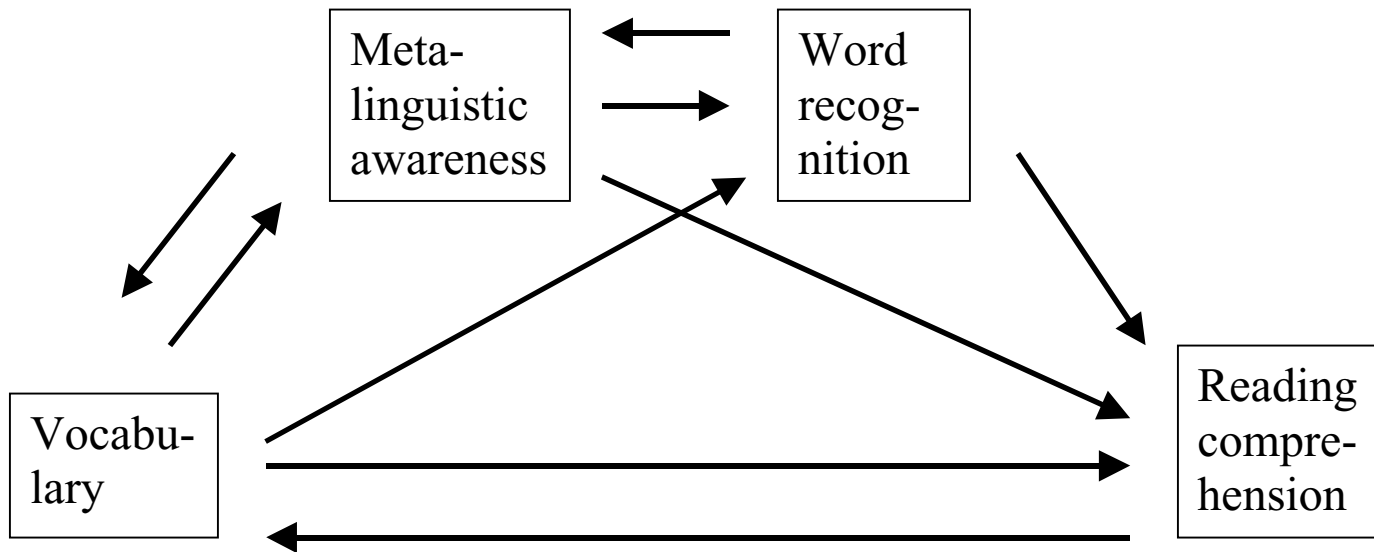 Meta-
linguistic
awareness
Word
recog-
nition
Vocabu-
lary
Reading
compre-
hension